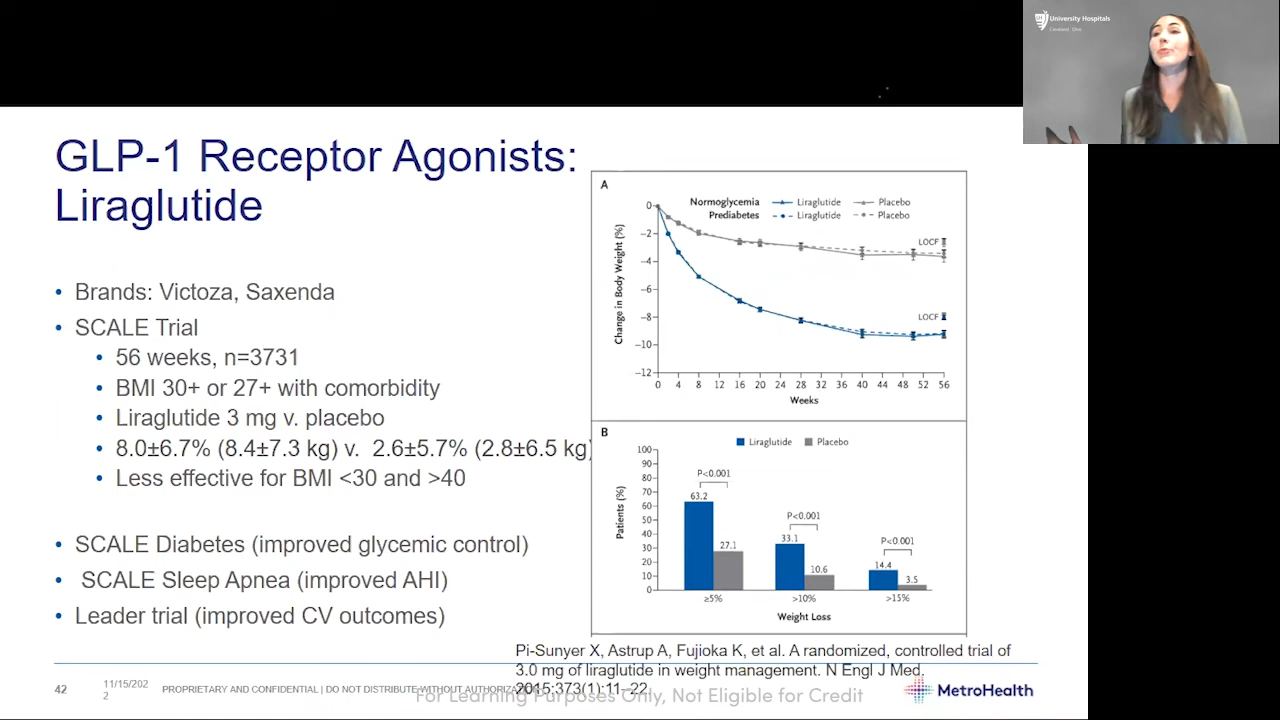 University Hospitals
Cleveland Ohio
GLP-1 Receptor Agonists:
Liraglutide
• Brands: Victoza, Saxenda
• SCALE Trial
• 56 weeks, n=3731
• BMI 30+ or 27+ with comorbidity
• Liraglutide 3 mg v. placebo
• 8.0±6.7% (8.4±7.3 kg) v. 2.6±5.7% (2.8±6.5 kg)
• Less effective for BMI <30 and >40
• SCALE Diabetes (improved glycemic control)
• SCALE Sleep Apnea (improved AHI)
• Leader trial (improved CV outcomes)
A
Normoglycemia Liraglutide Placebo
Prediabetes Liraglutide Placebo
Change in Body Weight (%)
0
−2
−4
−6
−8
−10
−12
LOCF
LOCF
0 4 8 12 16 20 24 28 32 36 40 44 48 52 56
Weeks
B
Liraglutide Placebo
Patients (%)
100
90
80
70
60
50
40
30
20
10
0
P<0.001
63.2
27.1
P<0.001
33.1
10.6
P<0.001
14.4
3.5
≥5% >10% >15%
Weight Loss
Pi-Sunyer X, Astrup A, Fujioka K, et al. A randomized, controlled trial of
3.0 mg of liraglutide in weight management. N Engl J Med.
2015;373(1):11–22.
42
11/15/202
2
PROPRIETARY AND CONFIDENTIAL | DO NOT DISTRIBUTE WITHOUT
For Learning Purposes Only, Not Eligible for Credit
MetroHealth